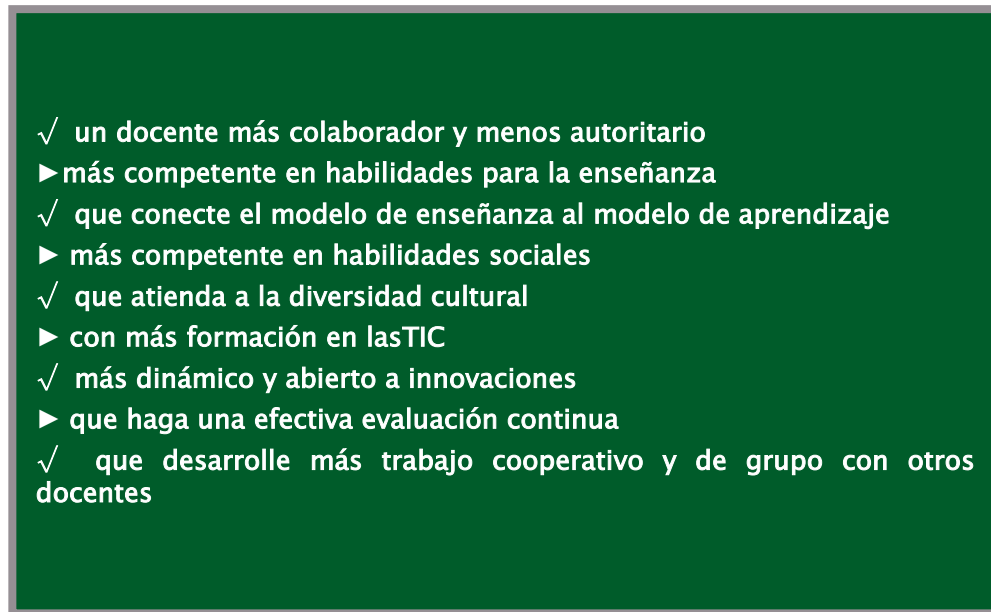 √ un docente más colaborador y menos autoritario
►más competente en habilidades para la enseñanza
√ que conecte el modelo de enseñanza al modelo de aprendizaje
► más competente en habilidades sociales
√ que atienda a la diversidad cultural
► con más formación en lasTIC
√ más dinámico y abierto a innovaciones
► que haga una efectiva evaluación continua
√ que desarrolle más trabajo cooperativo y de grupo con otros
docentes